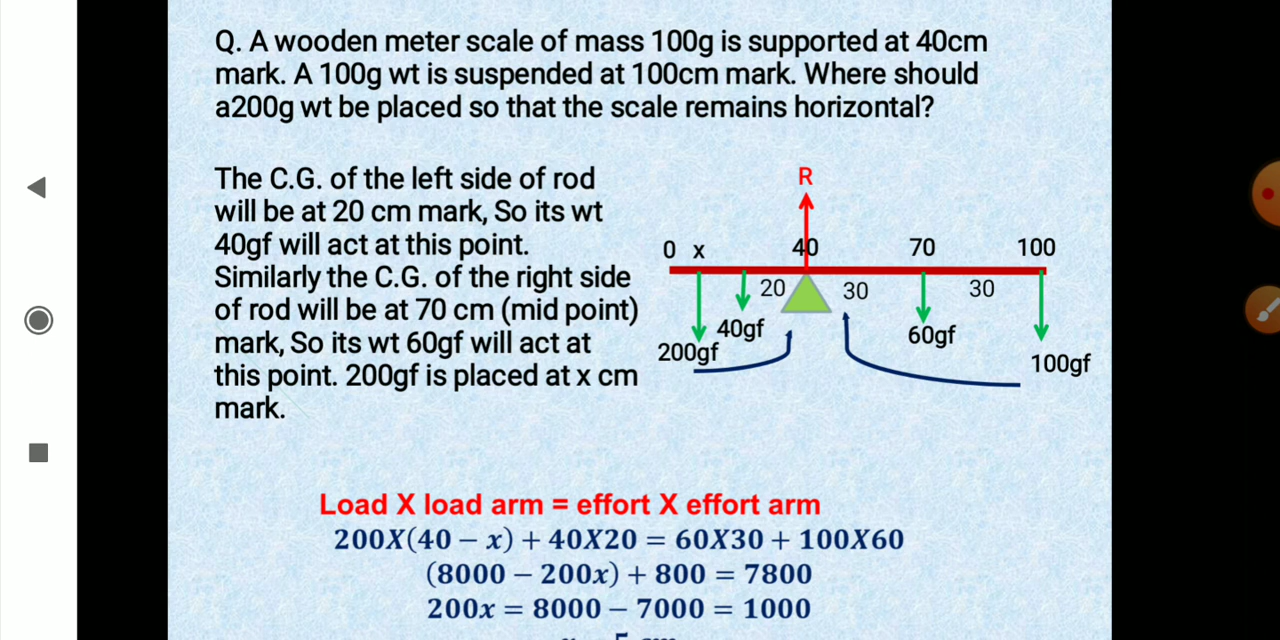 Q. A wooden meter scale of mass 100g is supported at 40cm
mark. A 100g wt is suspended at 100cm mark. Where should
a200g wt be placed so that the scale remains horizontal?
The C.G. of the left side of rod
will be at 20 cm mark, So its wt
40gf will act at this point.
Similarly the C.G. of the right side
of rod will be at 70 cm (mid point)
mark, So its wt 60gf will act at
this point. 200gf is placed at x cm
mark.
R
0 x 40 70 100
20 30 30
40gf 60gf
200gf 100gf
Load X load arm = effort X effort arm
200X(40 − x) + 40X20 = 60X30 + 100X60
(8000 − 200x) + 800 = 7800
200x = 8000 − 7000 = 1000